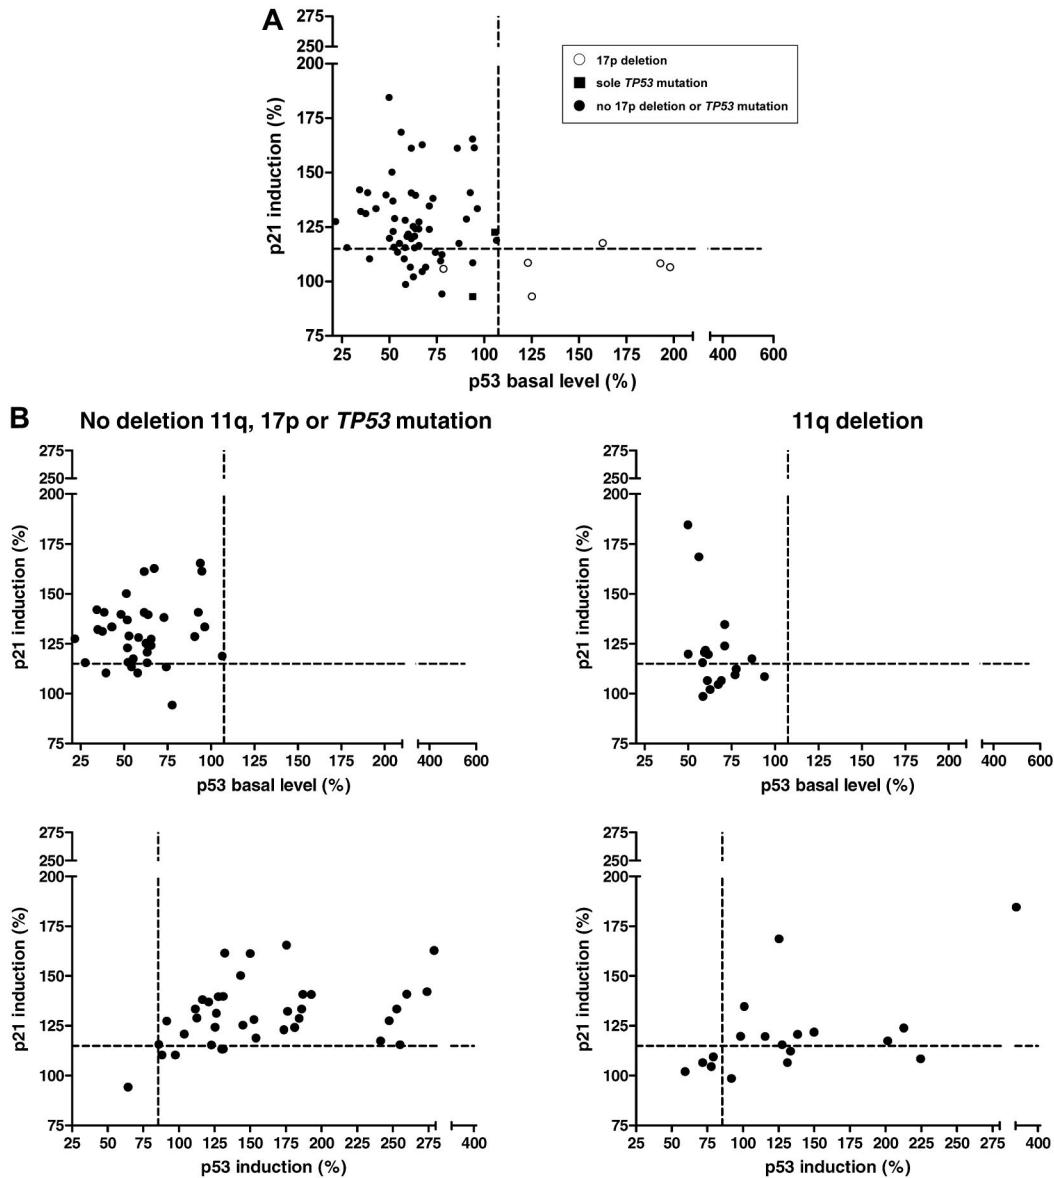 A
275
250
200
175
150
125
100
75
p21 induction (%)
25 50 75 100 125 150 175 200 400 600
p53 basal level (%)
17p deletion
sole TP53 mutation
no 17p deletion or TP53 mutation
B
No deletion 11q, 17p or TP53 mutation
275
250
200
175
150
125
100
75
p21 induction (%)
25 50 75 100 125 150 175 200 400 600
p53 basal level (%)
11q deletion
275
250
200
175
150
125
100
75
p21 induction (%)
25 50 75 100 125 150 175 200 400 600
p53 basal level (%)
275
250
200
175
150
125
100
75
p21 induction (%)
25 50 75 100 125 150 175 200 225 250 275 400
p53 induction (%)
275
250
200
175
150
125
100
75
p21 induction (%)
25 50 75 100 125 150 175 200 225 250 275 400
p53 induction (%)